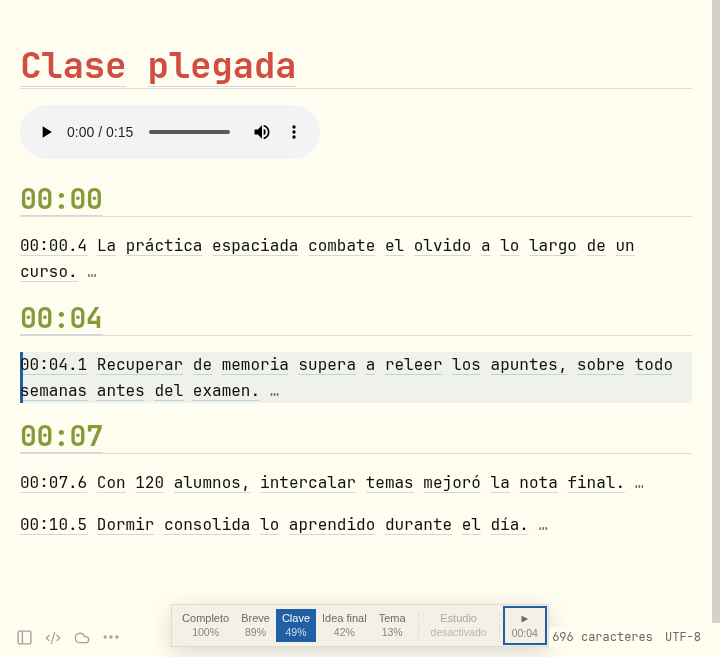 Clase plegada
0:00 / 0:15
00:00
00:00.4 La práctica espaciada combate el olvido a lo largo de un
curso. …
00:04
00:04.1 Recuperar de memoria supera a releer los apuntes, sobre todo
semanas antes del examen. …
00:07
00:07.6 Con 120 alumnos, intercalar temas mejoró la nota final. …
00:10.5 Dormir consolida lo aprendido durante el día. …
Completo Breve Clave Idea final Tema Estudio ▶
100% 89% 49% 42% 13% desactivado 00:04
696 caracteres UTF-8